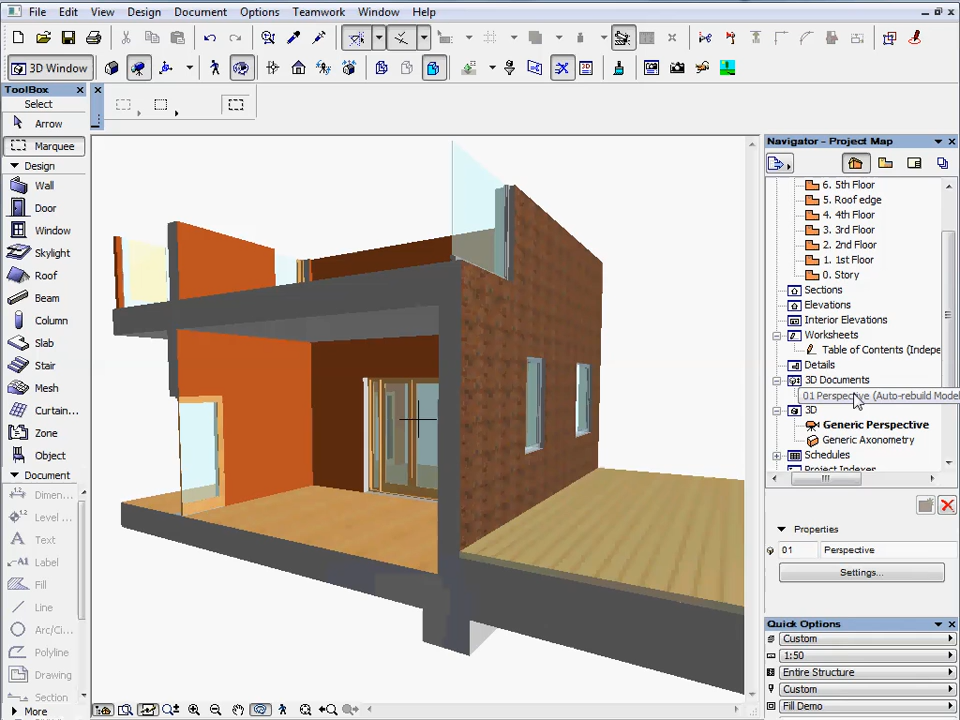 File Edit View Design Document Options Teamwork Window Help
3D Window
ToolBox
Select
Arrow
Marquee
Design
Wall
Door
Window
Skylight
Roof
Beam
Column
Slab
Stair
Mesh
Curtain...
Zone
Object
Document
Dimen...
Level ...
Text
Label
Fill
Line
Arc/Ci...
Polyline
Drawing
Section
More
Navigator - Project Map
6. 5th Floor
5. Roof edge
4. 4th Floor
3. 3rd Floor
2. 2nd Floor
1. 1st Floor
0. Story
Sections
Elevations
Interior Elevations
Worksheets
Table of Contents (Indepe
Details
3D Documents
01 Perspective (Auto-rebuild Model
3D
Generic Perspective
Generic Axonometry
Schedules
Project Indexes
Properties
01 Perspective
Settings...
Quick Options
Custom
1:50
Entire Structure
Custom
Fill Demo